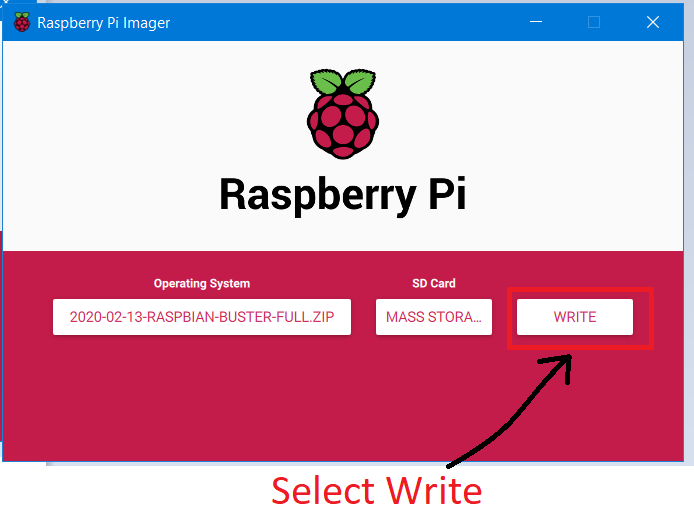 Raspberry Pi Imager
Raspberry Pi
Operating System
SD Card
2020-02-13-RASPBIAN-BUSTER-FULL.ZIP
MASS STORA...
WRITE
Select Write